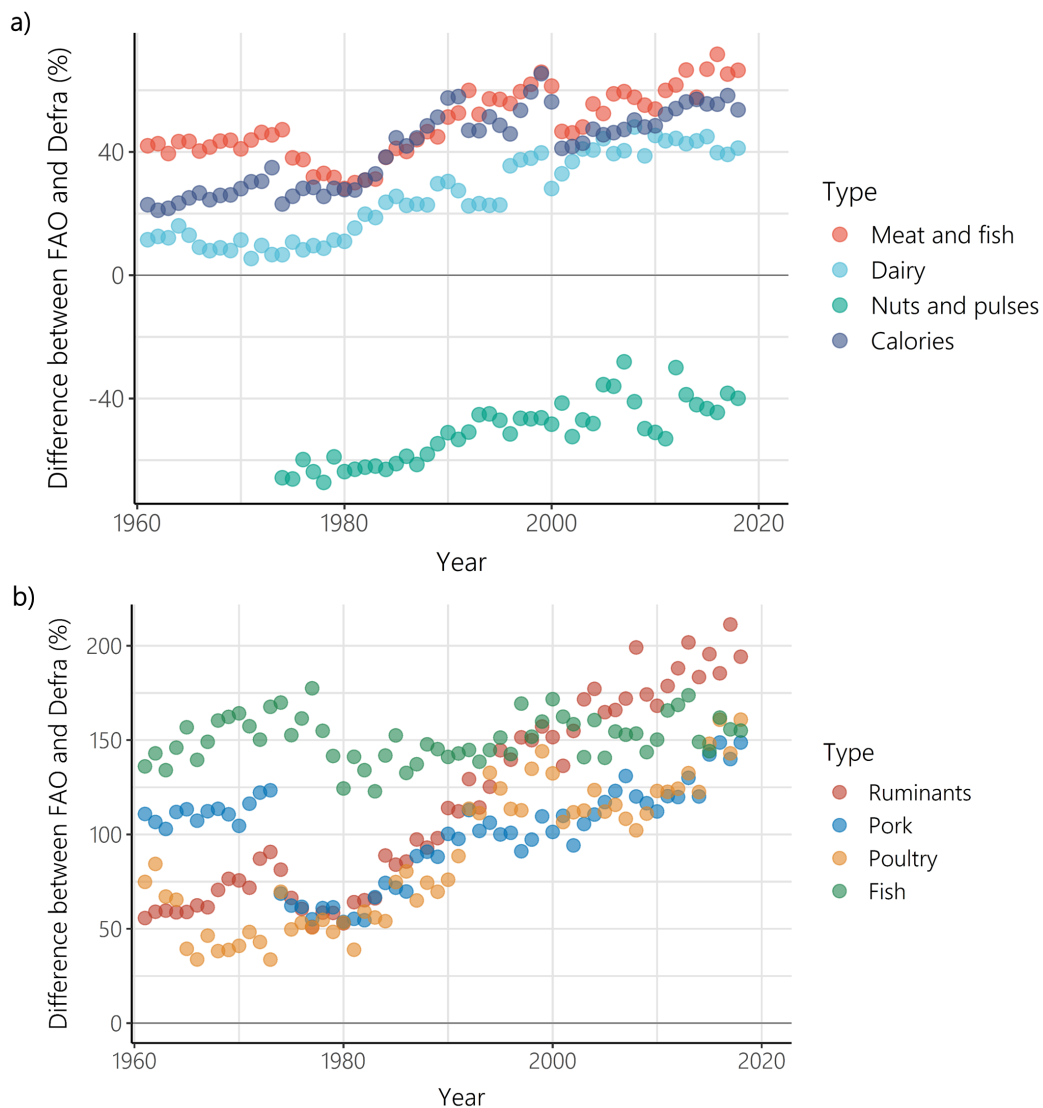 a)
Difference between FAO and Defra (%)
40
0
-40
1960 1980 2000 2020
Year
Type
Meat and fish
Dairy
Nuts and pulses
Calories
b)
Difference between FAO and Defra (%)
200
150
100
50
0
1960 1980 2000 2020
Year
Type
Ruminants
Pork
Poultry
Fish